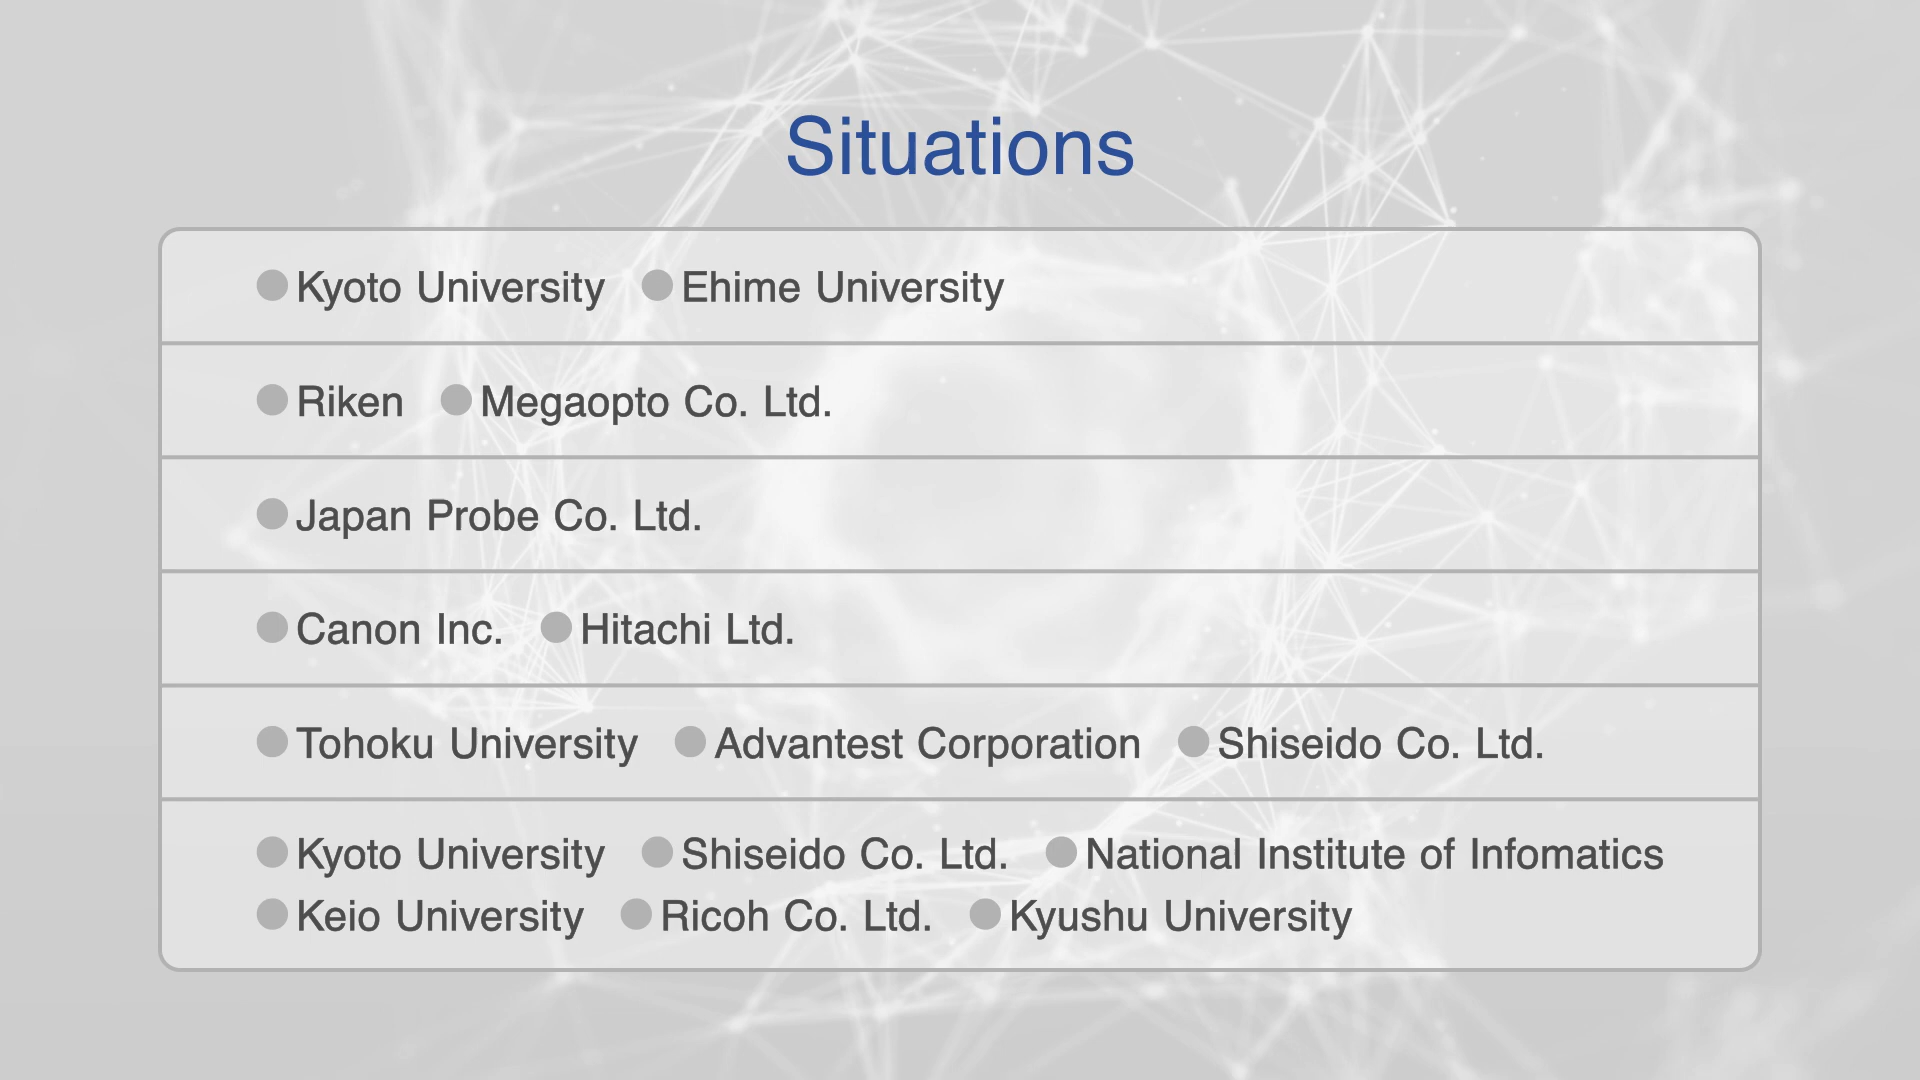 Situations
●Kyoto University ●Ehime University
●Riken ●Megaopto Co. Ltd.
●Japan Probe Co. Ltd.
●Canon Inc. ●Hitachi Ltd.
●Tohoku University ●Advantest Corporation ●Shiseido Co. Ltd.
●Kyoto University ●Shiseido Co. Ltd. ●National Institute of Infomatics
●Keio University ●Ricoh Co. Ltd. ●Kyushu University